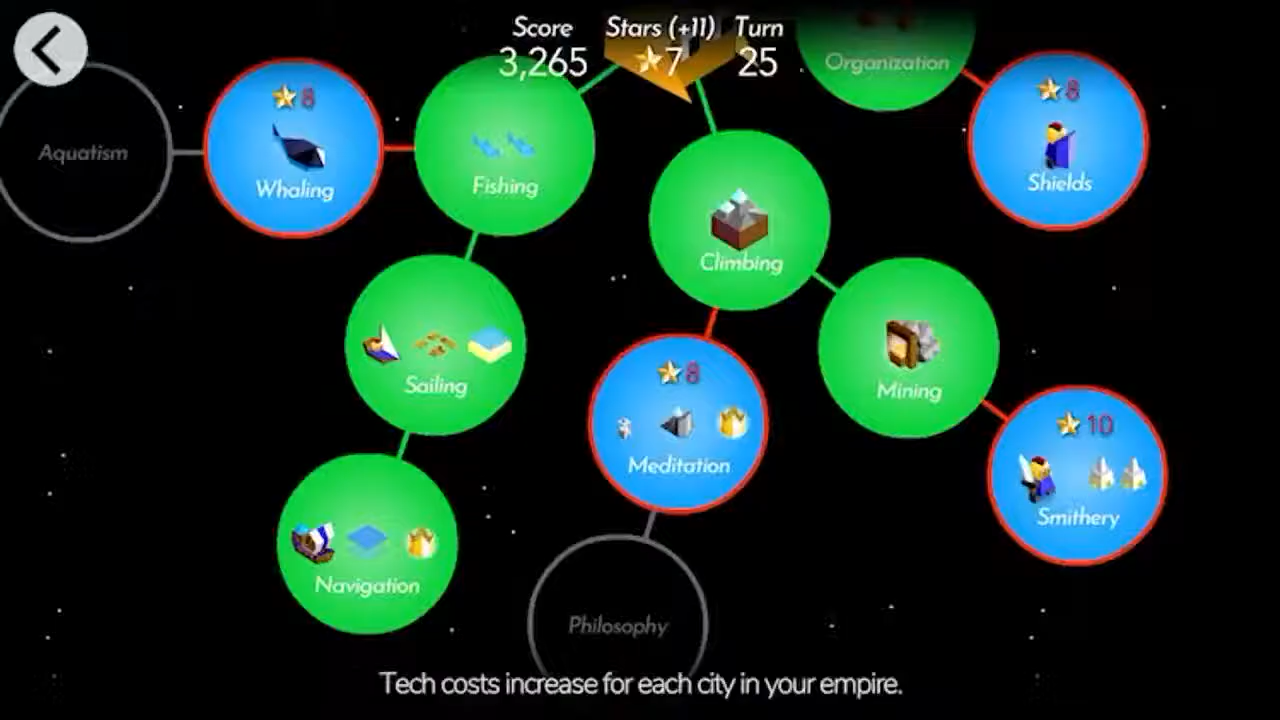 Score Stars (+11) Turn
3,265 7 25
Organization
8
Shields
8
Whaling
Aquatism
Fishing
Climbing
Sailing
Mining
8
Meditation
10
Smithery
Navigation
Philosophy
Tech costs increase for each city in your empire.